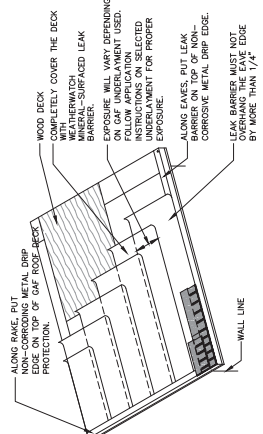 ALONG RAKE, PUT
NON-CORRODING METAL DRIP
EDGE ON TOP OF GAF ROOF DECK
PROTECTION.
WOOD DECK
COMPLETELY COVER THE DECK
WITH
WEATHERWATCH
MINERAL-SURFACED LEAK
BARRIER.
EXPOSURE WILL VARY DEPENDING
ON GAF UNDERLAYMENT USED.
FOLLOW APPLICATION
INSTRUCTIONS ON SELECTED
UNDERLAYMENT FOR PROPER
EXPOSURE.
ALONG EAVES, PUT LEAK
BARRIER ON TOP OF NON-
CORROSIVE METAL DRIP EDGE.
LEAK BARRIER MUST NOT
OVERHANG THE EAVE EDGE
BY MORE THAN 1/4"
WALL LINE